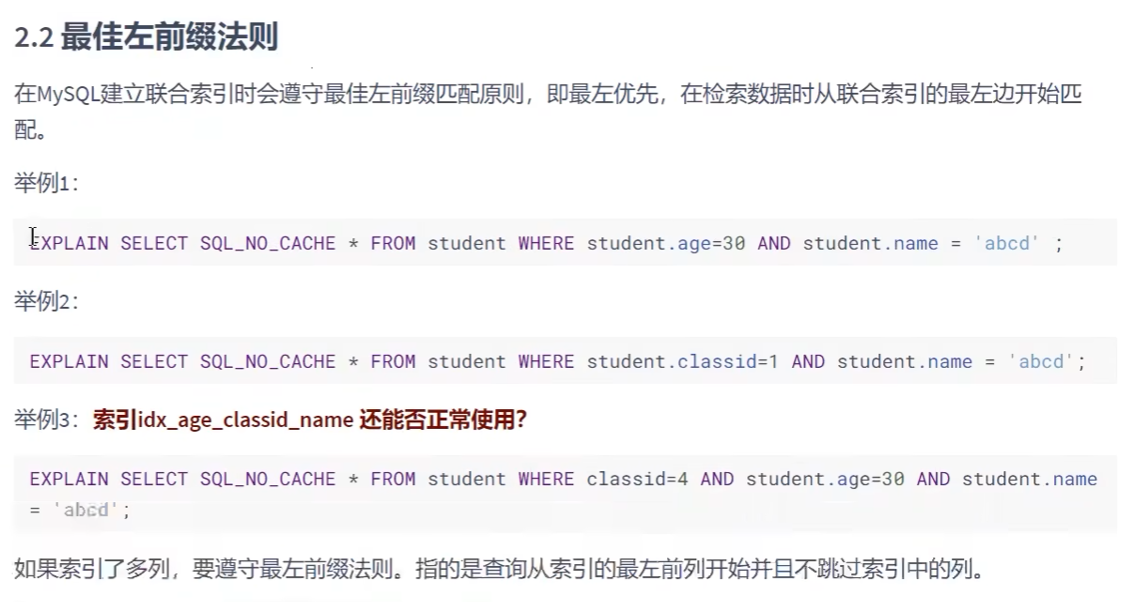 2.2 最佳左前缀法则
在MySQL建立联合索引时会遵守最佳左前缀匹配原则，即最左优先，在检索数据时从联合索引的最左边开始匹
配。
举例1：
EXPLAIN SELECT SQL_NO_CACHE * FROM student WHERE student.age=30 AND student.name = 'abcd' ;
举例2：
EXPLAIN SELECT SQL_NO_CACHE * FROM student WHERE student.classid=1 AND student.name = 'abcd';
举例3：索引idx_age_classid_name 还能否正常使用？
EXPLAIN SELECT SQL_NO_CACHE * FROM student WHERE classid=4 AND student.age=30 AND student.name
= 'abcd';
如果索引了多列，要遵守最左前缀法则。指的是查询从索引的最左前列开始并且不跳过索引中的列。